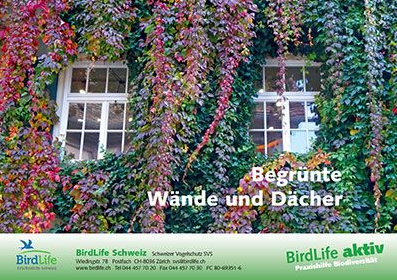 Begrünte
Wände und Dächer
BirdLife
BirdLife Schweiz Schweizer Vogelschutz SVS
Wiedingstr. 78 Postfach CH-8036 Zürich svs@birdlife.ch
www.birdlife.ch Tel 044 457 70 20 Fax 044 457 70 30 PC 80-69351-6
BirdLife aktiv
Praxishilfe Biodiversität